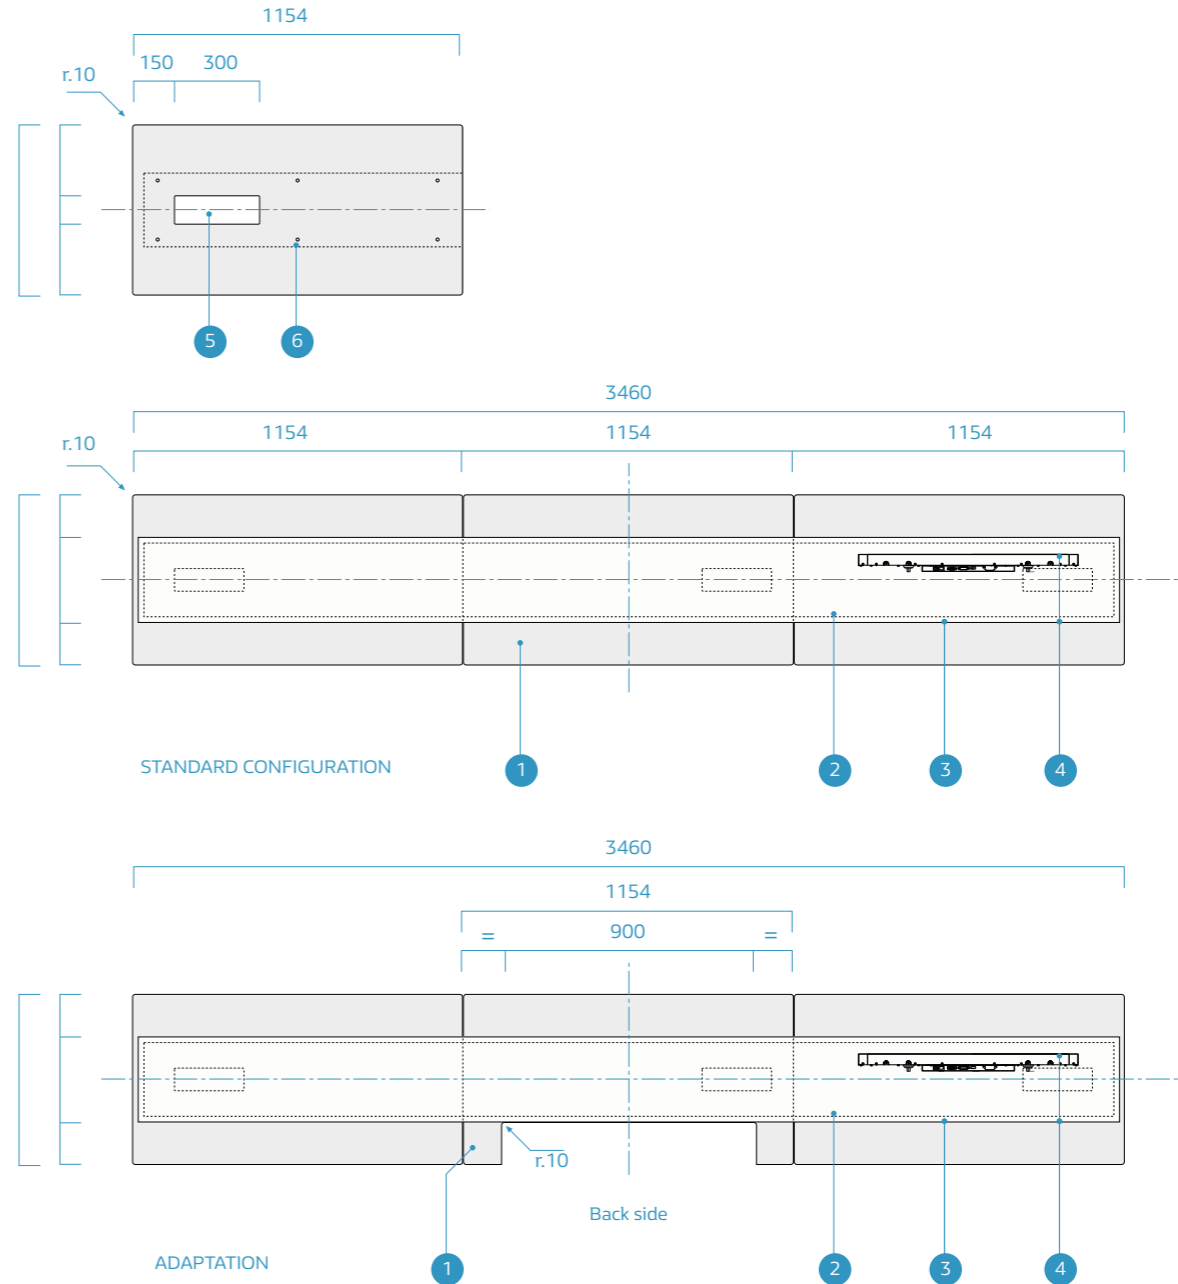 1154
150 300
r.10
5 6
3460
1154 1154 1154
r.10
STANDARD CONFIGURATION
1 2 3 4
3460
1154
= 900 =
r.10
Back side
ADAPTATION
1 2 3 4